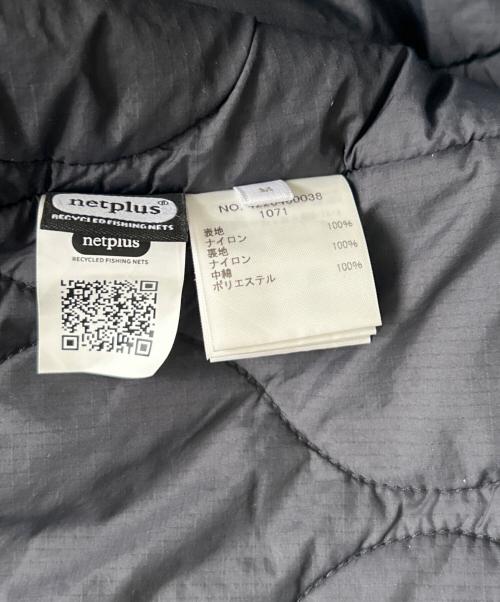 netplus®
RECYCLED FISHING NETS
netplus
RECYCLED FISHING NETS
M
NO.
1071
表地
ナイロン 100%
裏地
ナイロン 100%
中綿
ポリエステル 100%